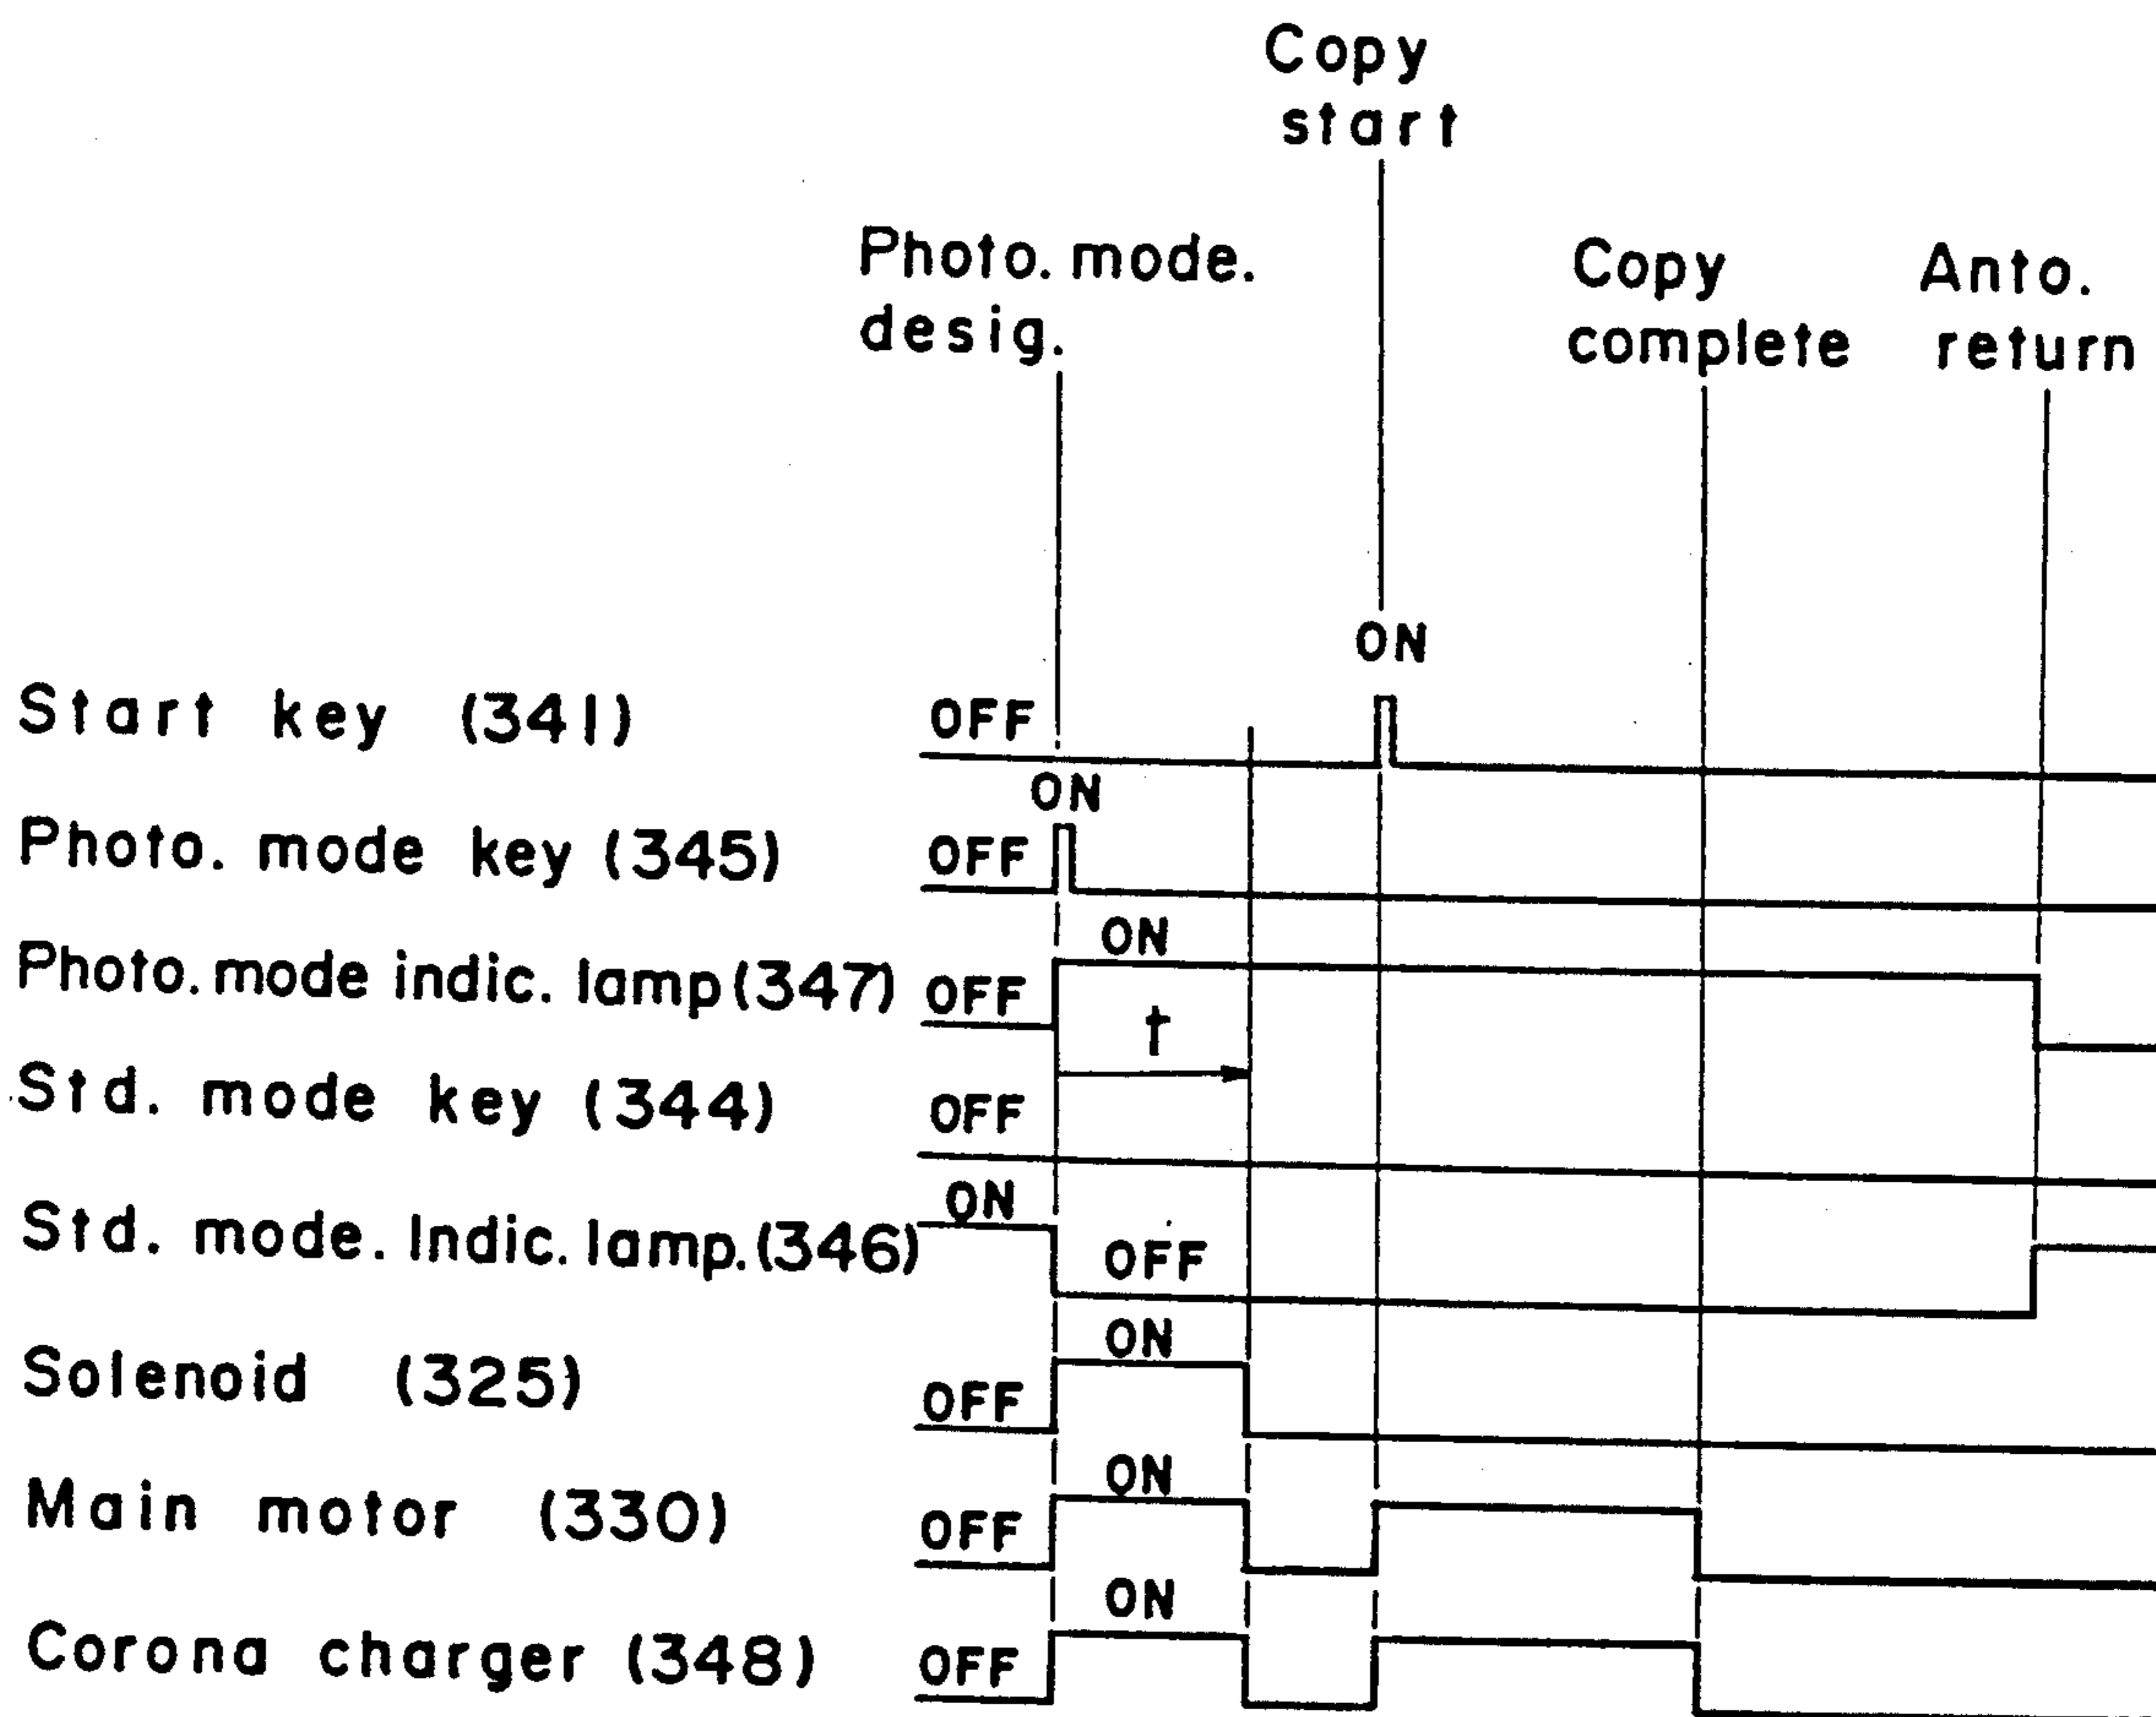 Copy
start
Photo. mode.
desig.
Copy
complete
Anto.
return
ON
Start key (341)
OFF
ON
Photo. mode key (345)
OFF
ON
Photo. mode indic. lamp (347)
OFF
t
Std. mode key (344)
OFF
ON
Std. mode. Indic. lamp. (346)
OFF
ON
Solenoid (325)
OFF
ON
Main motor (330)
OFF
ON
Corona charger (348)
OFF